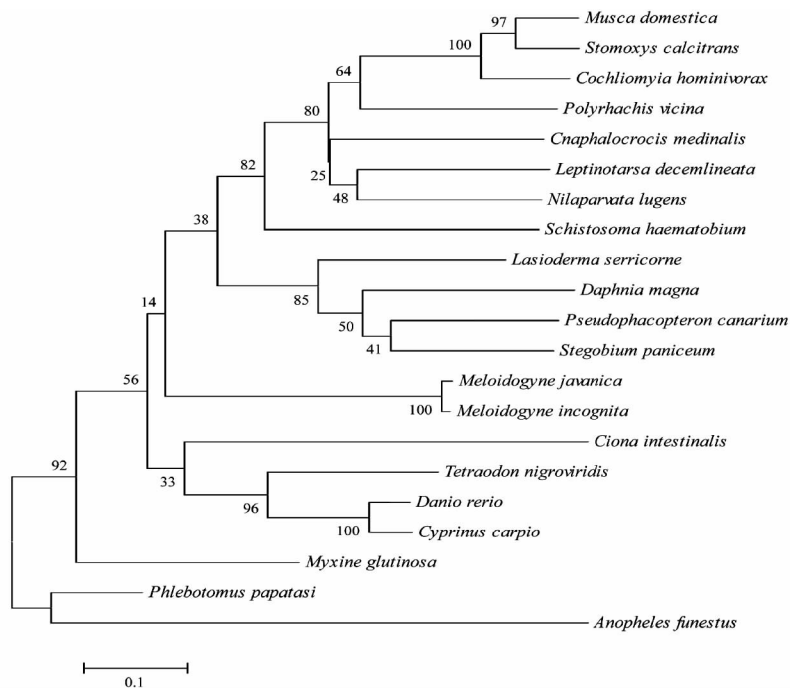 97 Musca domestica
100 Stomoxys calcitrans
64 Cochliomyia hominivorax
80 Polyrhachis vicina
Cnaphalocrocis medinalis
82 25 Leptinotarsa decemlineata
48 Nilaparvata lugens
38 Schistosoma haematobium
Lasioderma serricorne
85 Daphnia magna
14 50 Pseudophacopteron canarium
41 Stegobium paniceum
56 Meloidogyne javanica
100 Meloidogyne incognita
Ciona intestinalis
92 33 Tetraodon nigroviridis
96 Danio rerio
100 Cyprinus carpio
Myxine glutinosa
Phlebotomus papatasi
Anopheles funestus
0.1